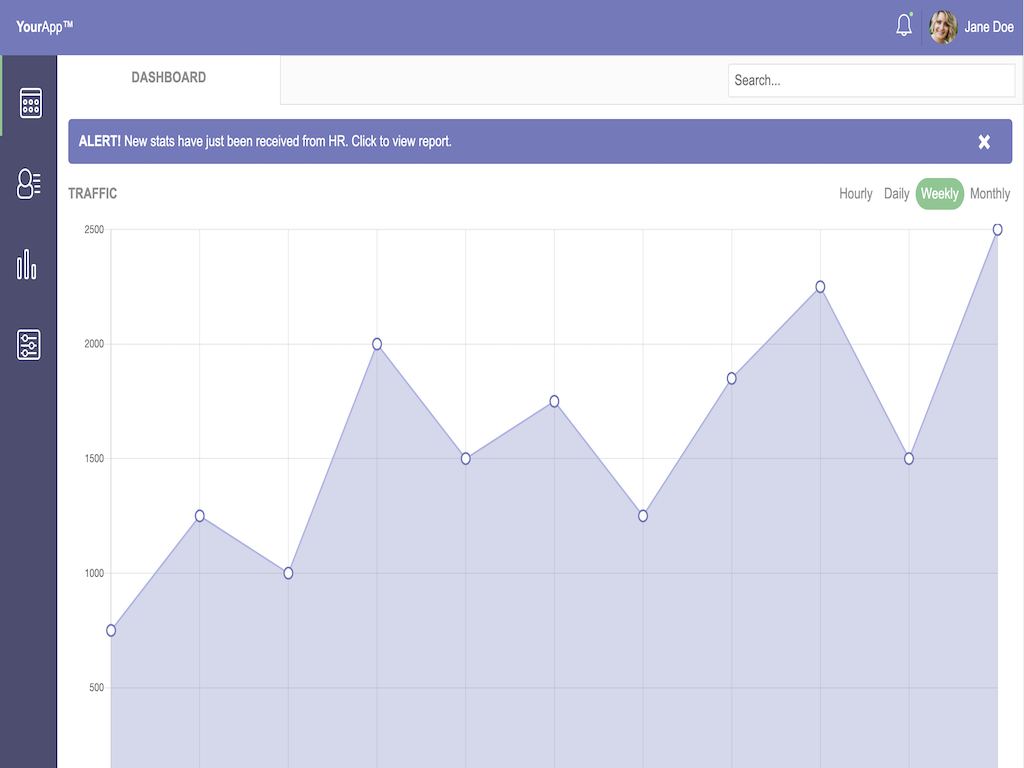 YourApp™
Jane Doe
DASHBOARD
Search...
ALERT! New stats have just been received from HR. Click to view report.
TRAFFIC
Hourly Daily Weekly Monthly
2500
2000
1500
1000
500